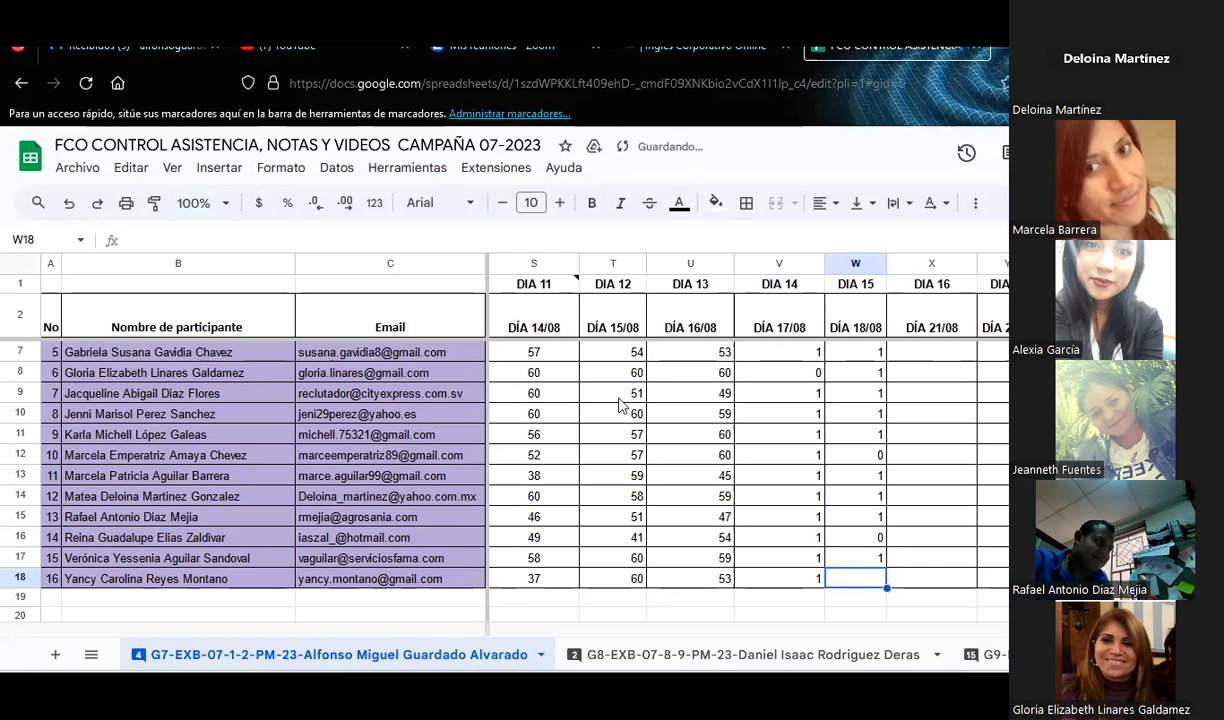 Mis reuniones - Zoom
Inglés Corporativo Online
FCO CONTROL ASISTENCIA
https://docs.google.com/spreadsheets/d/1szdWPKKLft409ehD-_cmdF09XNKbio2vCdX1I1lp_c4/edit?pli=1#gid=
Para un acceso rápido, sitúe sus marcadores aquí en la barra de herramientas de marcadores. Administrar marcadores...
FCO CONTROL ASISTENCIA, NOTAS Y VIDEOS CAMPAÑA 07-2023 Guardando...
Archivo Editar Ver Insertar Formato Datos Herramientas Extensiones Ayuda
100% $ % .0 .00 123 Arial 10 B I S A
W18 fx
A B C S T U V W X Y
1 DIA 11 DIA 12 DIA 13 DIA 14 DIA 15 DIA 16
2 No Nombre de participante Email DÍA 14/08 DÍA 15/08 DÍA 16/08 DÍA 17/08 DÍA 18/08 DÍA 21/08 DÍA 2
7 5 Gabriela Susana Gavidia Chavez susana.gavidia8@gmail.com 57 54 53 1 1
8 6 Gloria Elizabeth Linares Galdamez gloria.linares@gmail.com 60 60 60 0 1
9 7 Jacqueline Abigail Diaz Flores reclutador@cityexpress.com.sv 60 51 49 1 1
10 8 Jenni Marisol Perez Sanchez jeni29perez@yahoo.es 60 60 59 1 1
11 9 Karla Michell López Galeas michell.75321@gmail.com 56 57 60 1 1
12 10 Marcela Emperatriz Amaya Chevez marceemperatriz89@gmail.com 52 57 60 1 0
13 11 Marcela Patricia Aguilar Barrera marce.aguilar99@gmail.com 38 59 45 1 1
14 12 Matea Deloina Martinez Gonzalez Deloina_martinez@yahoo.com.mx 60 58 59 1 1
15 13 Rafael Antonio Diaz Mejia rmejia@agrosania.com 46 51 47 1 1
16 14 Reina Guadalupe Elias Zaldivar iaszal_@hotmail.com 49 41 54 1 0
17 15 Verónica Yessenia Aguilar Sandoval vaguilar@serviciosfama.com 58 60 59 1 1
18 16 Yancy Carolina Reyes Montano yancy.montano@gmail.com 37 60 53 1
19
20
4 G7-EXB-07-1-2-PM-23-Alfonso Miguel Guardado Alvarado 2 G8-EXB-07-8-9-PM-23-Daniel Isaac Rodriguez Deras 15 G9-
Deloina Martínez
Deloina Martínez
Marcela Barrera
Alexia García
Jeanneth Fuentes
Rafael Antonio Diaz Mejia
Gloria Elizabeth Linares Galdamez